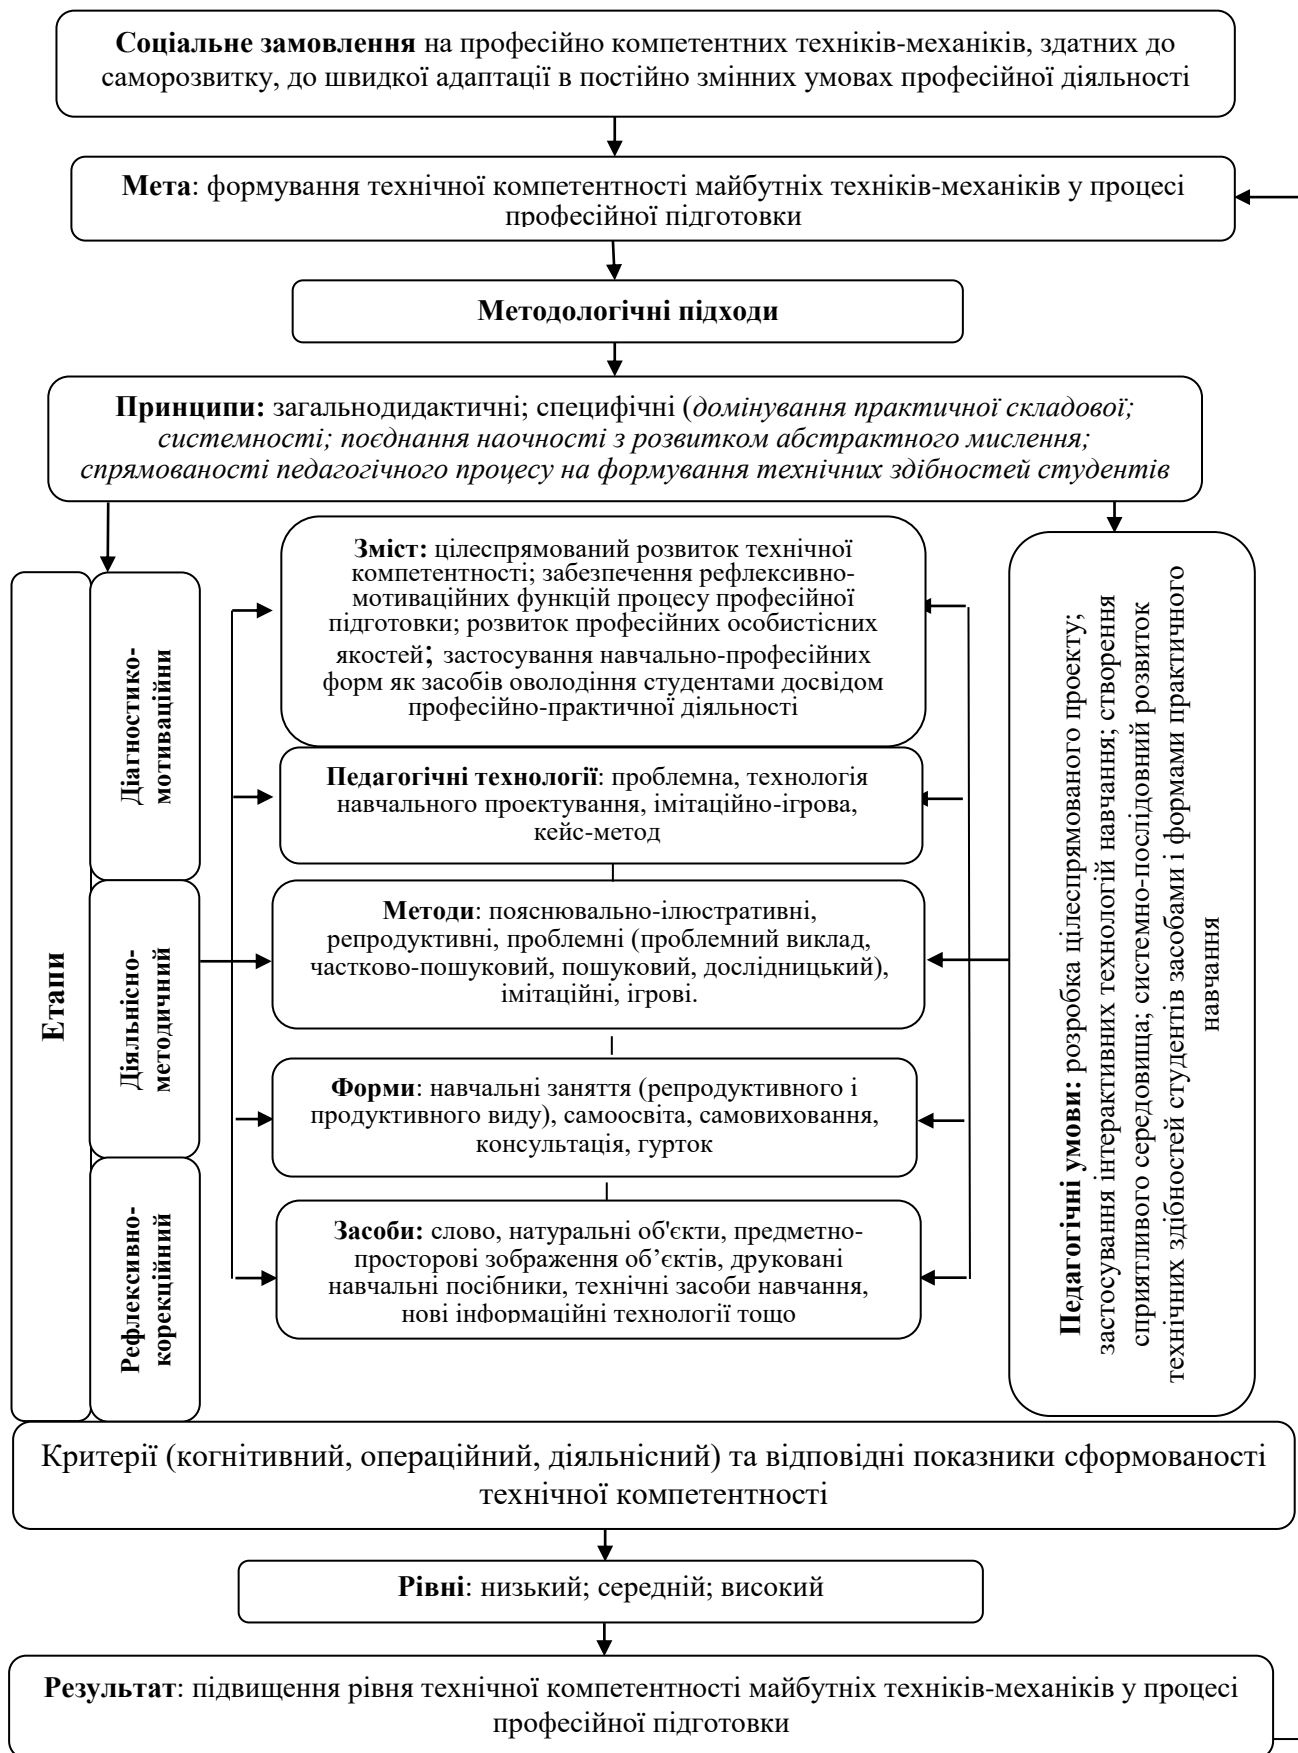 Соціальне замовлення на професійно компетентних техніків-механіків, здатних до
саморозвитку, до швидкої адаптації в постійно змінних умовах професійної діяльності
Мета: формування технічної компетентності майбутніх техніків-механіків у процесі
професійної підготовки
Методологічні підходи
Принципи: загальнодидактичні; специфічні (домінування практичної складової;
системності; поєднання наочності з розвитком абстрактного мислення;
спрямованості педагогічного процесу на формування технічних здібностей студентів
Етапи
Діагностико-
мотиваційни
Діяльнісно-
методичний
Рефлексивно-
корекційний
Зміст: цілеспрямований розвиток технічної
компетентності; забезпечення рефлексивно-
мотиваційних функцій процесу професійної
підготовки; розвиток професійних особистісних
якостей; застосування навчально-професійних
форм як засобів оволодіння студентами досвідом
професійно-практичної діяльності
Педагогічні технології: проблемна, технологія
навчального проектування, імітаційно-ігрова,
кейс-метод
Методи: пояснювально-ілюстративні,
репродуктивні, проблемні (проблемний виклад,
частково-пошуковий, пошуковий, дослідницький),
імітаційні, ігрові.
Форми: навчальні заняття (репродуктивного і
продуктивного виду), самоосвіта, самовиховання,
консультація, гурток
Засоби: слово, натуральні об'єкти, предметно-
просторові зображення об’єктів, друковані
навчальні посібники, технічні засоби навчання,
нові інформаційні технології тощо
Педагогічні умови: розробка цілеспрямованого проекту;
застосування інтерактивних технологій навчання; створення
сприятливого середовища; системно-послідовний розвиток
технічних здібностей студентів засобами і формами практичного
навчання
Критерії (когнітивний, операційний, діяльнісний) та відповідні показники сформованості
технічної компетентності
Рівні: низький; середній; високий
Результат: підвищення рівня технічної компетентності майбутніх техніків-механіків у процесі
професійної підготовки